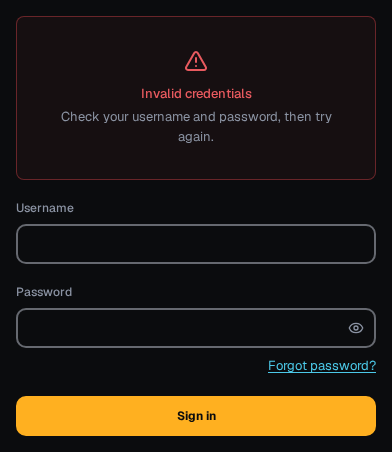 Invalid credentials
Check your username and password, then try
again.
Username
Password
Forgot password?
Sign in